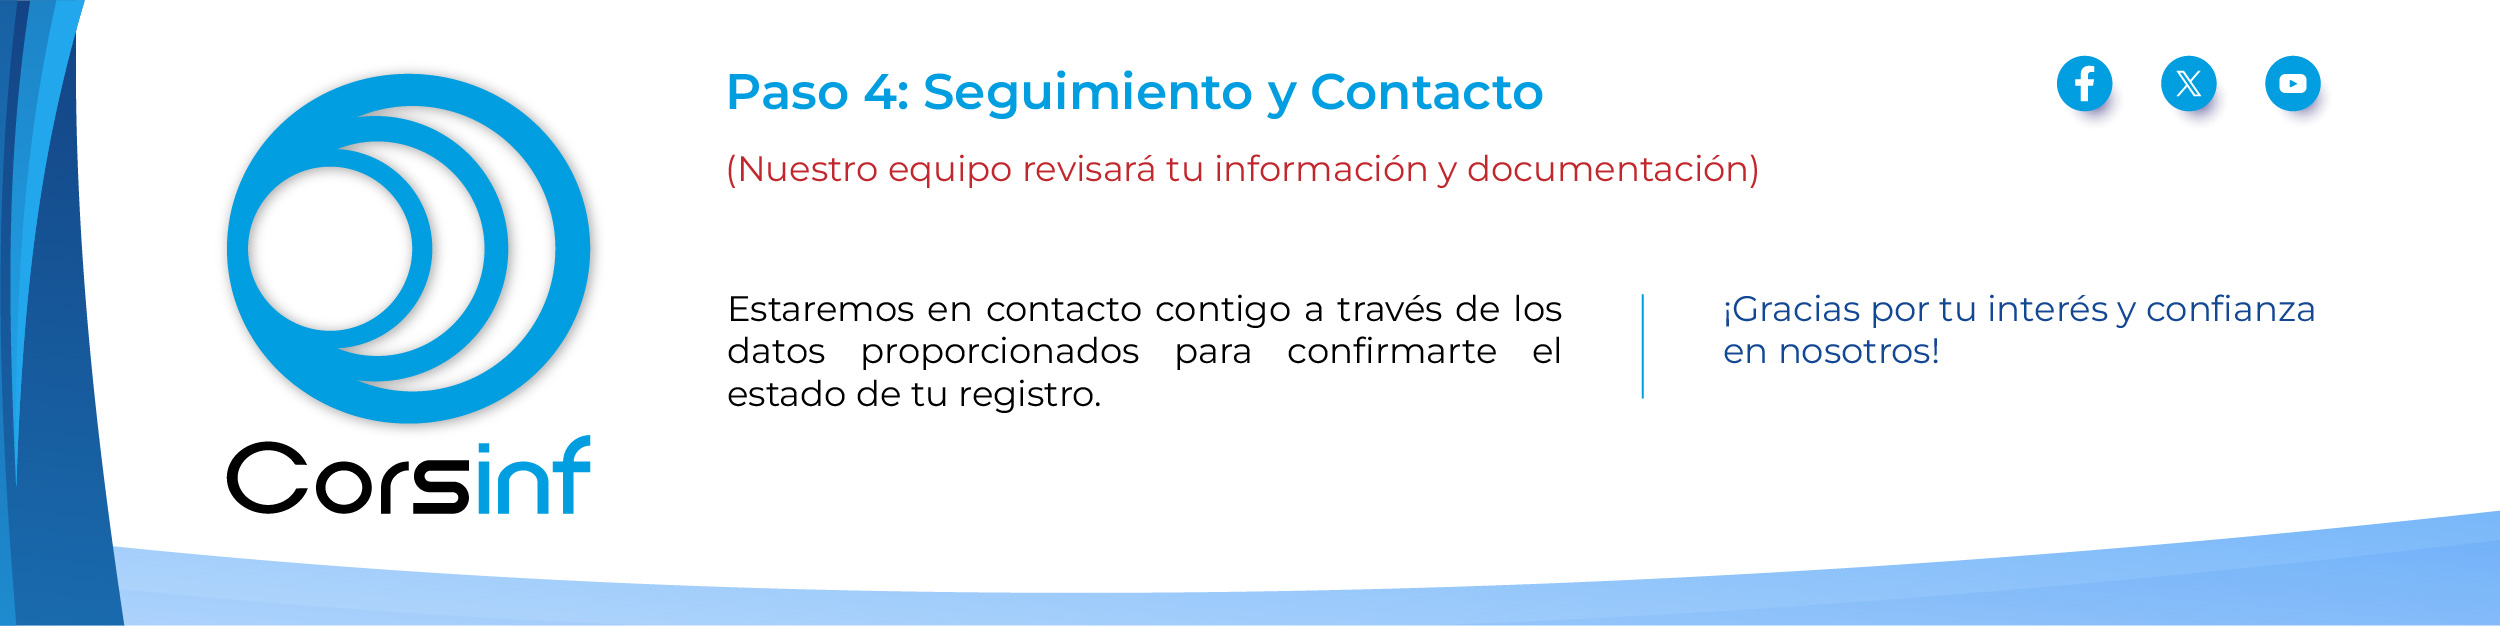 Paso 4: Seguimiento y Contacto
(Nuestro equipo revisará tu información y documentación)
Estaremos en contacto contigo a través de los
datos proporcionados para confirmarte el
estado de tu registro.
¡Gracias por tu interés y confianza
en nosotros!
Corsinf